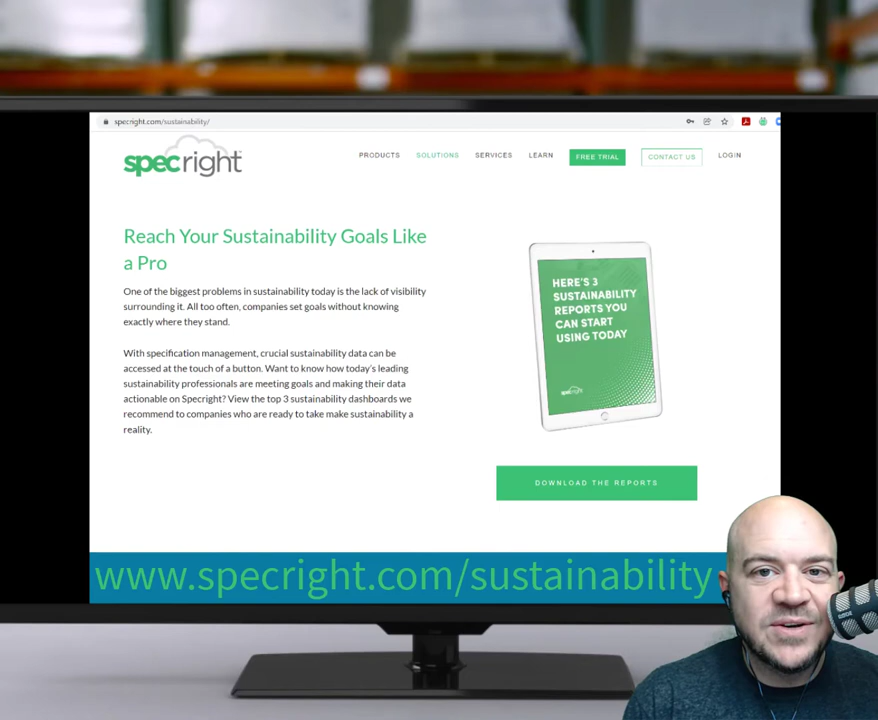 specright.com/sustainability/
specright
PRODUCTS SOLUTIONS SERVICES LEARN FREE TRIAL CONTACT US LOGIN
Reach Your Sustainability Goals Like
a Pro
One of the biggest problems in sustainability today is the lack of visibility
surrounding it. All too often, companies set goals without knowing
exactly where they stand.
With specification management, crucial sustainability data can be
accessed at the touch of a button. Want to know how today's leading
sustainability professionals are meeting goals and making their data
actionable on Specright? View the top 3 sustainability dashboards we
recommend to companies who are ready to take make sustainability a
reality.
HERE'S 3
SUSTAINABILITY
REPORTS YOU
CAN START
USING TODAY
specright
DOWNLOAD THE REPORTS
www.specright.com/sustainability